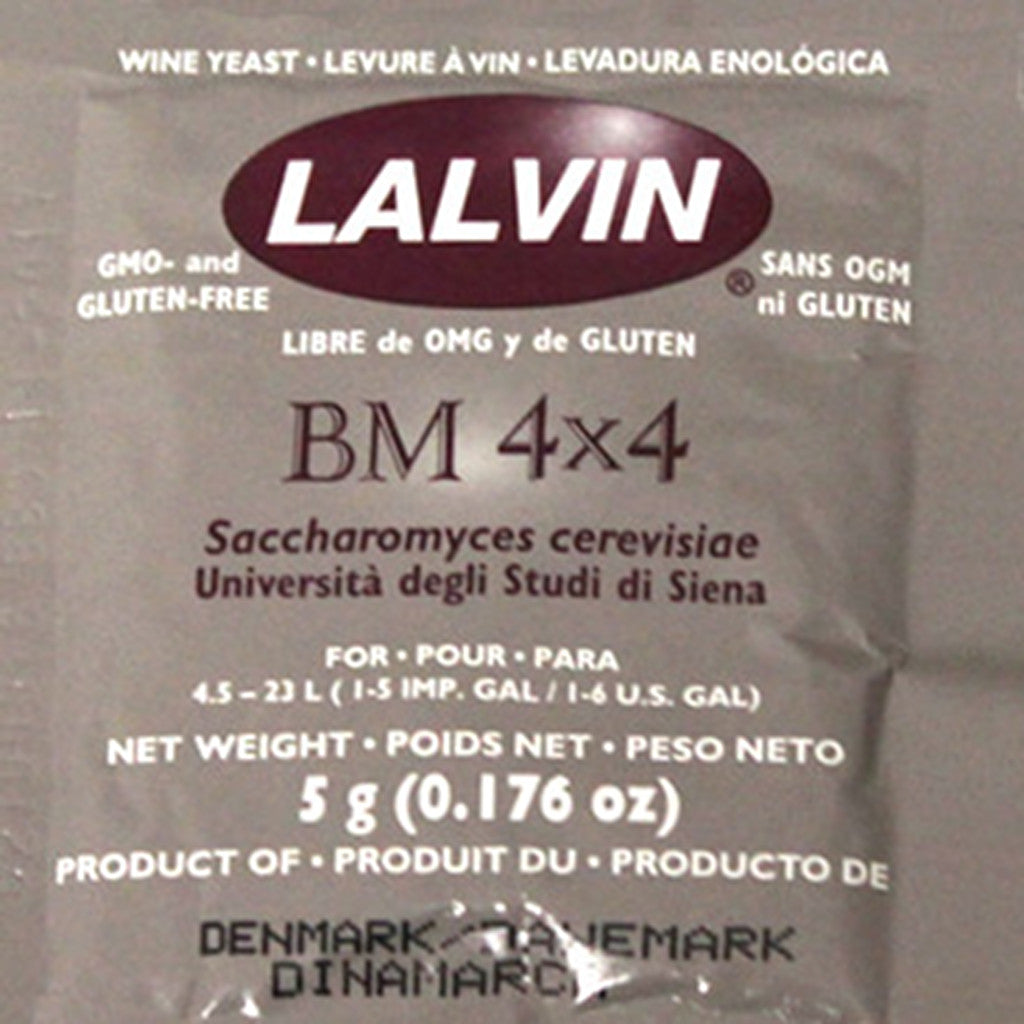 WINE YEAST • LEVURE À VIN • LEVADURA ENOLÓGICA
LALVIN®
GMO- and
GLUTEN-FREE
SANS OGM
ni GLUTEN
LIBRE de OMG y de GLUTEN
BM 4x4
Saccharomyces cerevisiae
Università degli Studi di Siena
FOR • POUR • PARA
4.5 – 23 L ( 1-5 IMP. GAL / 1-6 U.S. GAL)
NET WEIGHT • POIDS NET • PESO NETO
5 g (0.176 oz)
PRODUCT OF • PRODUIT DU • PRODUCTO DE
DENMARK/DANEMARK
DINAMARCA